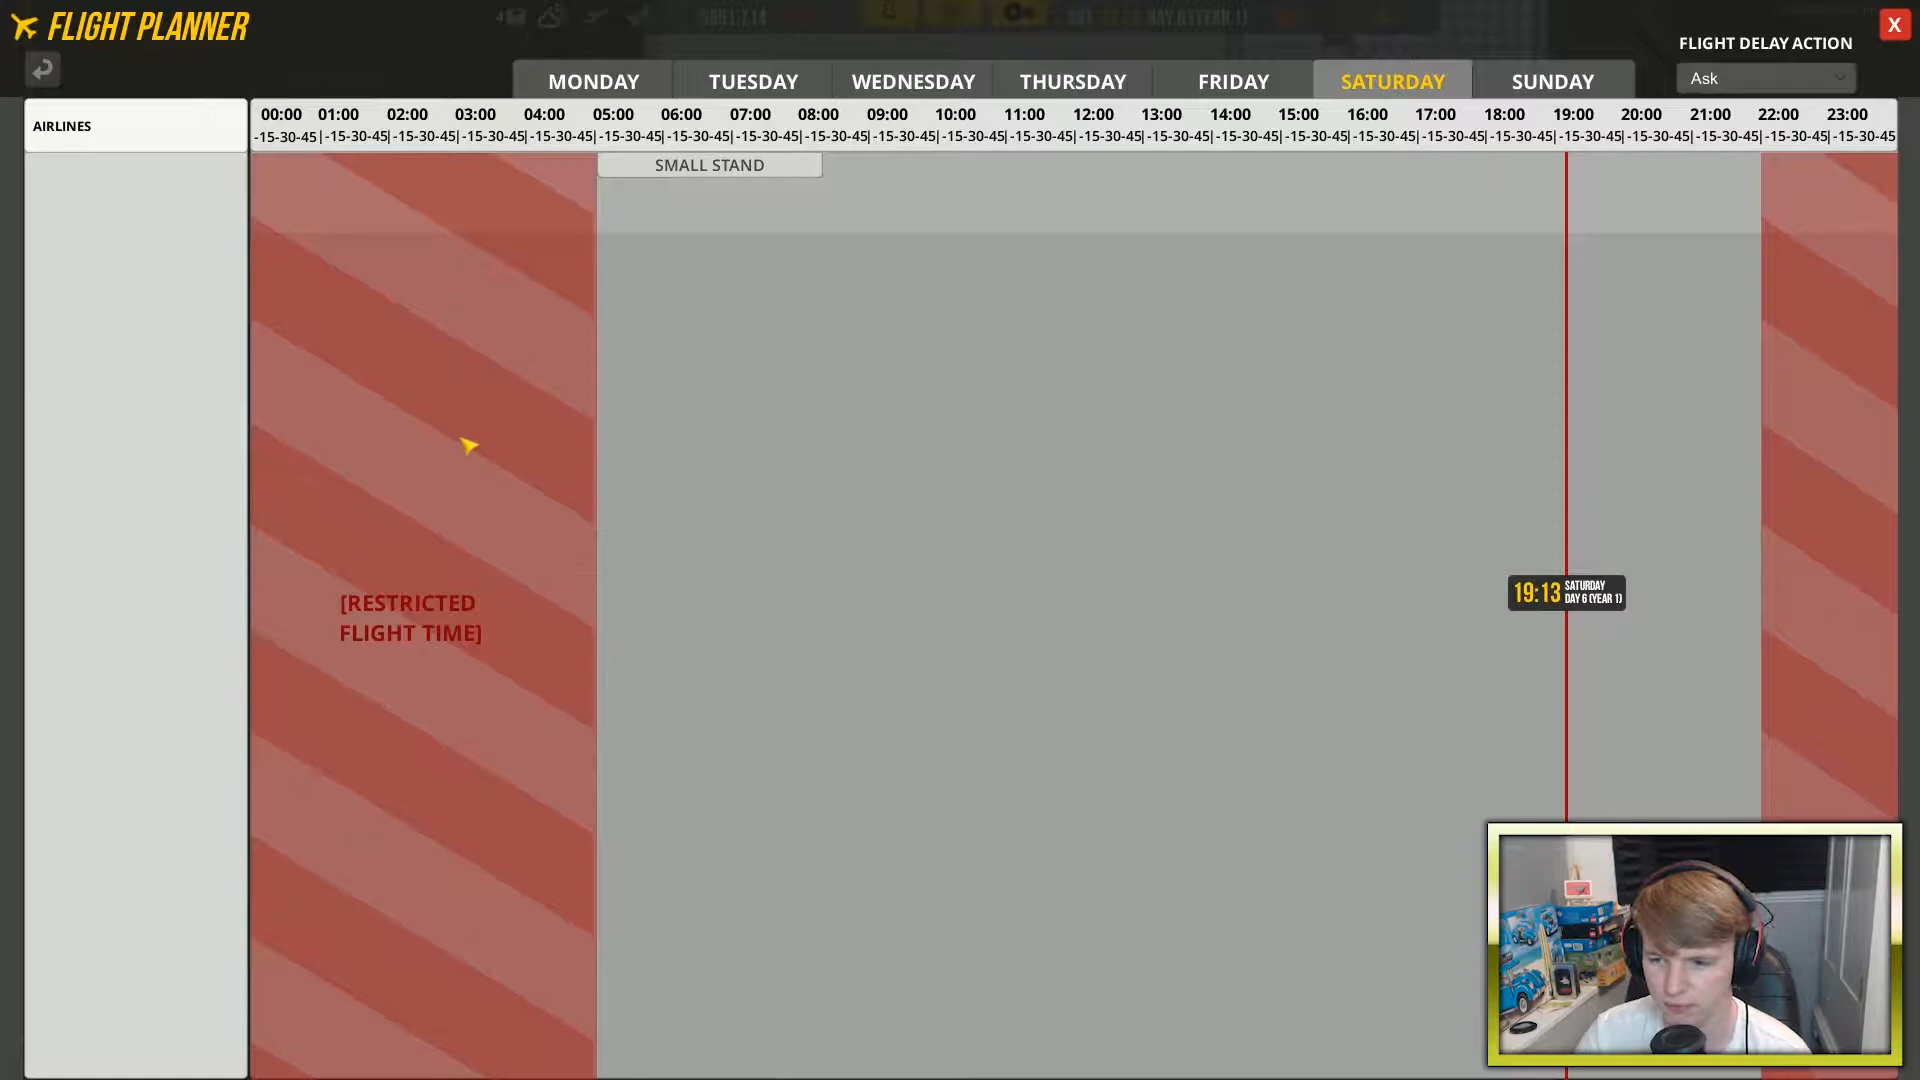 FLIGHT PLANNER
FLIGHT DELAY ACTION
X
Ask
MONDAY TUESDAY WEDNESDAY THURSDAY FRIDAY SATURDAY SUNDAY
AIRLINES
00:00 01:00 02:00 03:00 04:00 05:00 06:00 07:00 08:00 09:00 10:00 11:00 12:00 13:00 14:00 15:00 16:00 17:00 18:00 19:00 20:00 21:00 22:00 23:00
-15-30-45|-15-30-45|-15-30-45|-15-30-45|-15-30-45|-15-30-45|-15-30-45|-15-30-45|-15-30-45|-15-30-45|-15-30-45|-15-30-45|-15-30-45|-15-30-45|-15-30-45|-15-30-45|-15-30-45|-15-30-45|-15-30-45|-15-30-45|-15-30-45|-15-30-45|-15-30-45|-15-30-45
SMALL STAND
[RESTRICTED
FLIGHT TIME]
19:13 SATURDAY
DAY 6 (YEAR 1)